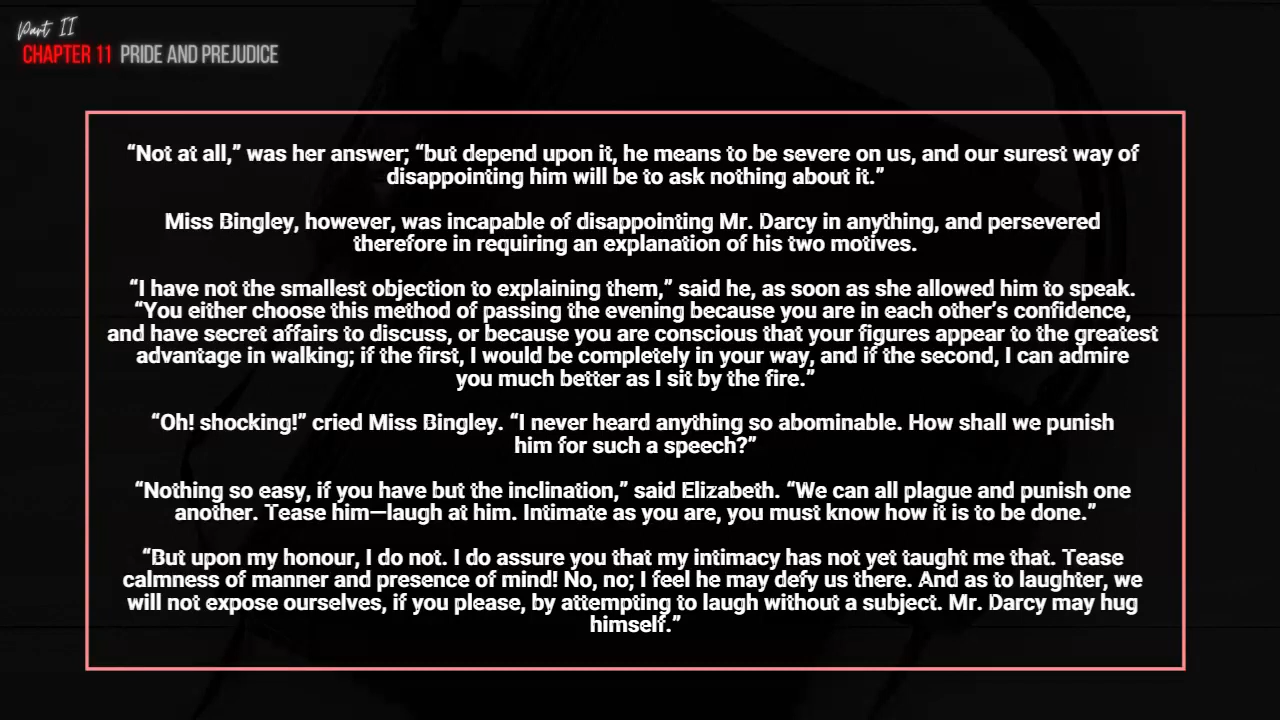 Part II
CHAPTER 11 PRIDE AND PREJUDICE
“Not at all,” was her answer; “but depend upon it, he means to be severe on us, and our surest way of
disappointing him will be to ask nothing about it.”
Miss Bingley, however, was incapable of disappointing Mr. Darcy in anything, and persevered
therefore in requiring an explanation of his two motives.
“I have not the smallest objection to explaining them,” said he, as soon as she allowed him to speak.
“You either choose this method of passing the evening because you are in each other’s confidence,
and have secret affairs to discuss, or because you are conscious that your figures appear to the greatest
advantage in walking; if the first, I would be completely in your way, and if the second, I can admire
you much better as I sit by the fire.”
“Oh! shocking!” cried Miss Bingley. “I never heard anything so abominable. How shall we punish
him for such a speech?”
“Nothing so easy, if you have but the inclination,” said Elizabeth. “We can all plague and punish one
another. Tease him—laugh at him. Intimate as you are, you must know how it is to be done.”
“But upon my honour, I do not. I do assure you that my intimacy has not yet taught me that. Tease
calmness of manner and presence of mind! No, no; I feel he may defy us there. And as to laughter, we
will not expose ourselves, if you please, by attempting to laugh without a subject. Mr. Darcy may hug
himself.”